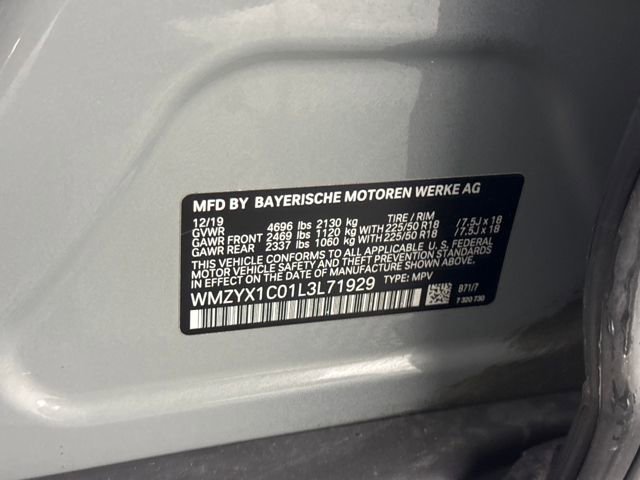 MFD BY BAYERISCHE MOTOREN WERKE AG
12/19 TIRE / RIM
GVWR 4696 lbs 2130 kg
GAWR FRONT 2469 lbs 1120 kg WITH 225/50 R18 /7.5J x 18
GAWR REAR 2337 lbs 1060 kg WITH 225/50 R18 /7.5J x 18
THIS VEHICLE CONFORMS TO ALL APPLICABLE U. S. FEDERAL
MOTOR VEHICLE SAFETY, BUMPER, AND THEFT PREVENTION STANDARDS
IN EFFECT ON THE DATE OF MANUFACTURE SHOWN ABOVE.
WMZYX1C01L3L71929 TYPE: MPV
B71/7
7 320 730